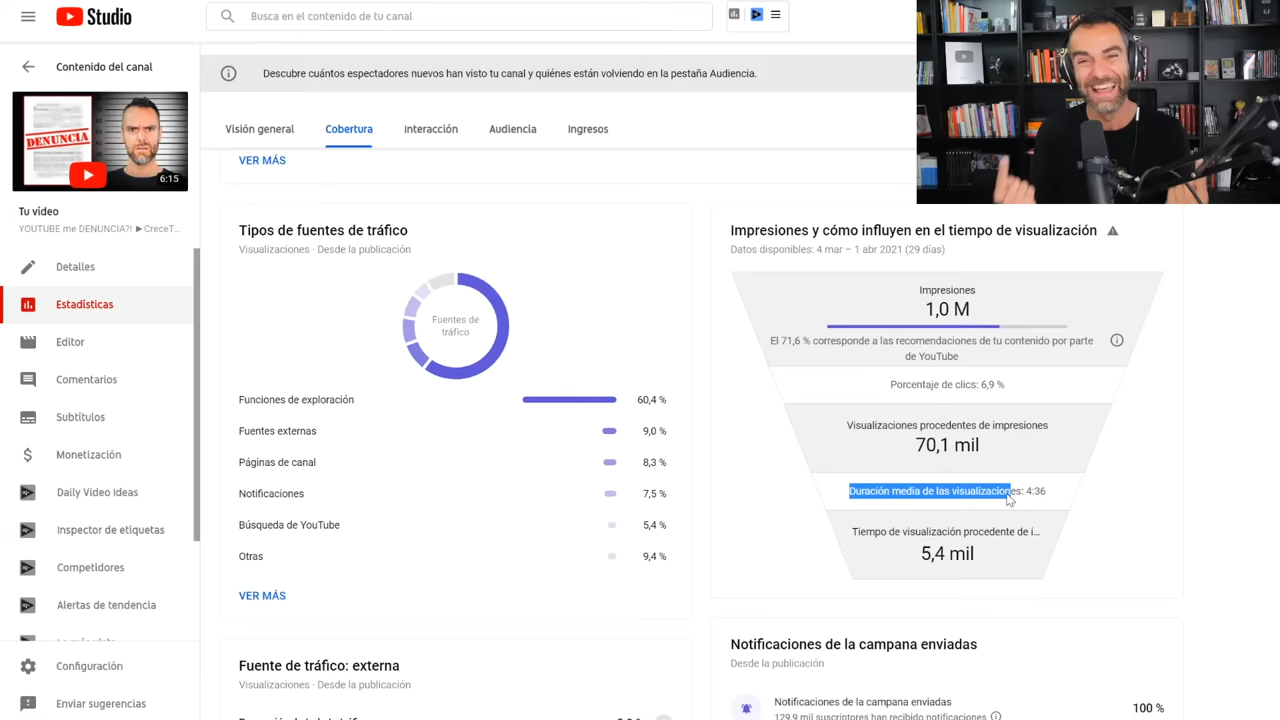 Studio
Busca en el contenido de tu canal
Contenido del canal
Descubre cuántos espectadores nuevos han visto tu canal y quiénes están volviendo en la pestaña Audiencia.
DENUNCIA
6:15
Tu vídeo
YOUTUBE me DENUNCIA?! ►CreceT...
Detalles
Estadísticas
Editor
Comentarios
Subtítulos
Monetización
Daily Video Ideas
Inspector de etiquetas
Competidores
Alertas de tendencia
Configuración
Enviar sugerencias
Visión general
Cobertura
Interacción
Audiencia
Ingresos
VER MÁS
Tipos de fuentes de tráfico
Visualizaciones · Desde la publicación
Fuentes de
tráfico
Funciones de exploración 60,4 %
Fuentes externas 9,0 %
Páginas de canal 8,3 %
Notificaciones 7,5 %
Búsqueda de YouTube 5,4 %
Otras 9,4 %
VER MÁS
Impresiones y cómo influyen en el tiempo de visualización
Datos disponibles: 4 mar – 1 abr 2021 (29 días)
Impresiones
1,0 M
El 71,6 % corresponde a las recomendaciones de tu contenido por parte
de YouTube
Porcentaje de clics: 6,9 %
Visualizaciones procedentes de impresiones
70,1 mil
Duración media de las visualizaciones: 4:36
Tiempo de visualización procedente de i...
5,4 mil
Fuente de tráfico: externa
Visualizaciones · Desde la publicación
Notificaciones de la campana enviadas
Desde la publicación
Notificaciones de la campana enviadas
129,9 mil suscriptores han recibido notificaciones
100 %